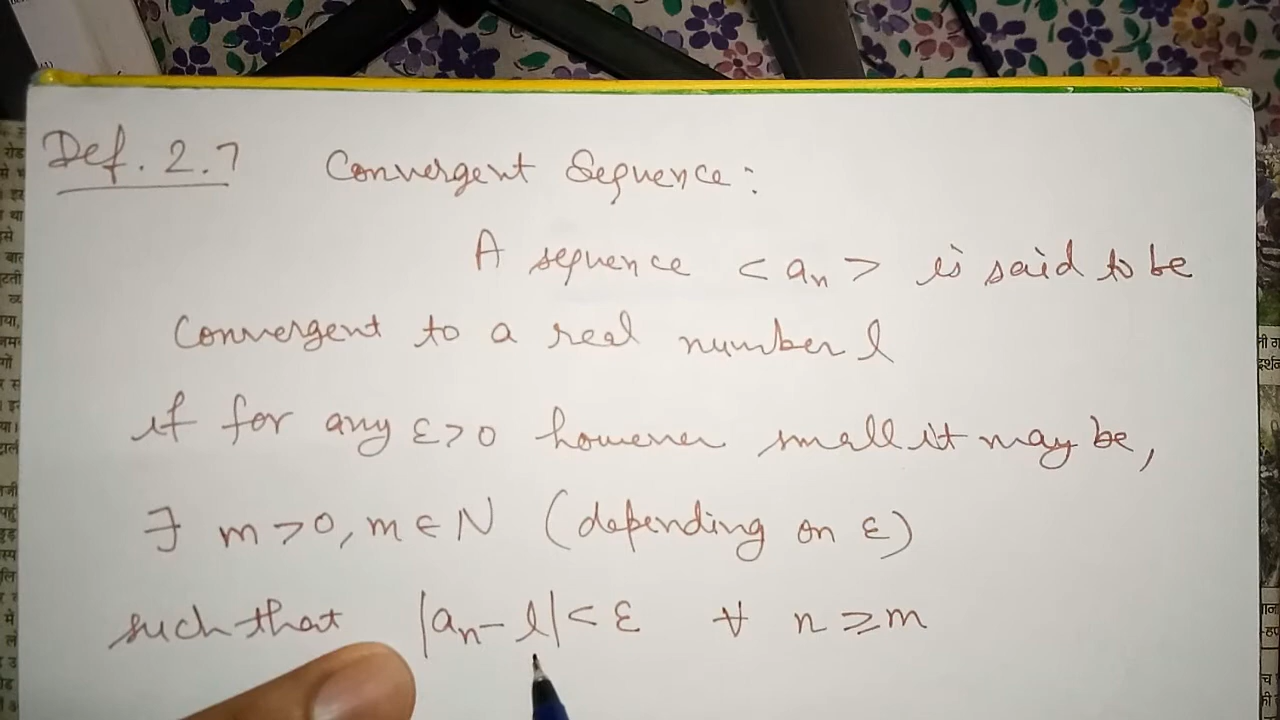 Def. 2.7 Convergent Sequence:
A sequence <aₙ> is said to be
Convergent to a real number l
if for any ε>0 however small it may be,
∃ m>0, m∈N (depending on ε)
such that |aₙ-l|<ε ∀ n≥m